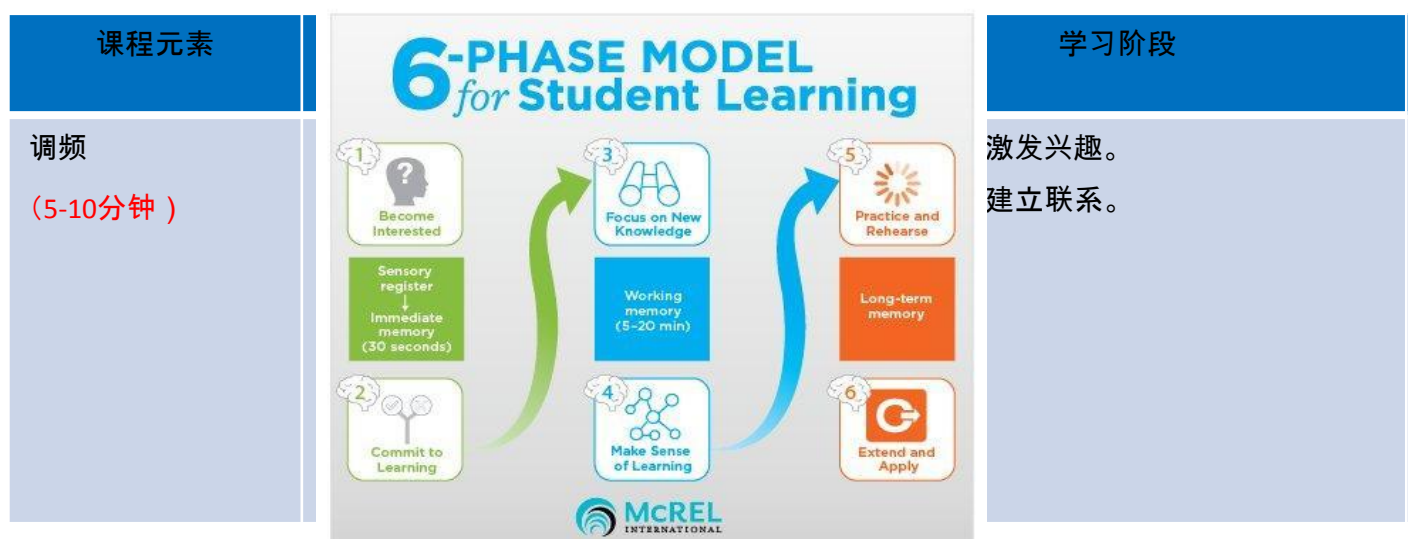 课程元素
学习阶段
调频
（5-10分钟）
激发兴趣。
建立联系。
6-PHASE MODEL
for Student Learning
1
Become
Interested
Sensory
register
↓
Immediate
memory
(30 seconds)
2
Commit to
Learning
3
Focus on New
Knowledge
Working
memory
(5-20 min)
4
Make Sense
of Learning
5
Practice and
Rehearse
Long-term
memory
6
Extend and
Apply
McREL
INTERNATIONAL